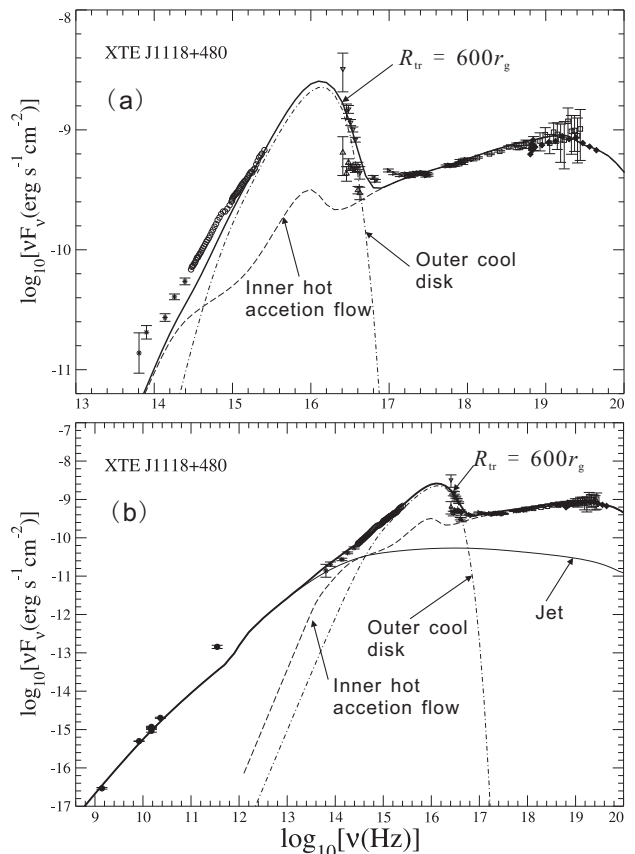 -8
XTE J1118+480
R_tr = 600r_g
(a)
-9
log₁₀[νF_ν(erg s⁻¹ cm⁻²)]
-10
Outer cool
disk
Inner hot
accetion flow
-11
13 14 15 16 17 18 19 20
-7
XTE J1118+480
R_tr = 600r_g
-8
(b)
-9
-10
-11
log₁₀[νF_ν(erg s⁻¹ cm⁻²)]
Jet
-12
Outer cool
disk
-13
Inner hot
accetion flow
-14
-15
-16
-17
9 10 11 12 13 14 15 16 17 18 19 20
log₁₀[ν(Hz)]